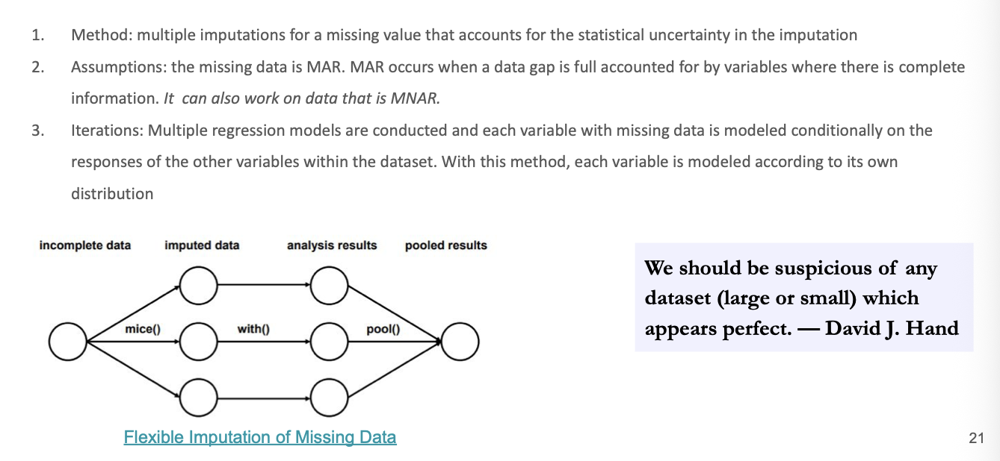 1. Method: multiple imputations for a missing value that accounts for the statistical uncertainty in the imputation
2. Assumptions: the missing data is MAR. MAR occurs when a data gap is full accounted for by variables where there is complete
information. It can also work on data that is MNAR.
3. Iterations: Multiple regression models are conducted and each variable with missing data is modeled conditionally on the
responses of the other variables within the dataset. With this method, each variable is modeled according to its own
distribution
incomplete data imputed data analysis results pooled results
mice() with() pool()
We should be suspicious of any
dataset (large or small) which
appears perfect. — David J. Hand
Flexible Imputation of Missing Data
21